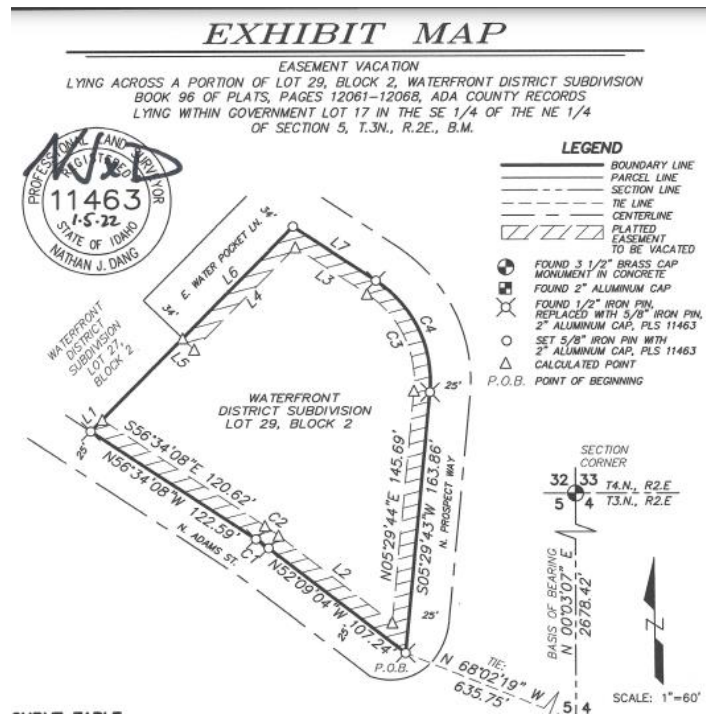 EXHIBIT MAP
EASEMENT VACATION
LYING ACROSS A PORTION OF LOT 29, BLOCK 2, WATERFRONT DISTRICT SUBDIVISION
BOOK 96 OF PLATS, PAGES 12061-12068, ADA COUNTY RECORDS
LYING WITHIN GOVERNMENT LOT 17 IN THE SE 1/4 OF THE NE 1/4
OF SECTION 5, T.3N., R.2E., B.M.
PROFESSIONAL LAND SURVEYOR
REGISTERED
11463
1·5·22
STATE OF IDAHO
NATHAN J. DANG
LEGEND
BOUNDARY LINE
PARCEL LINE
SECTION LINE
TIE LINE
CENTERLINE
PLATTED
EASEMENT
TO BE VACATED
FOUND 3 1/2" BRASS CAP
MONUMENT IN CONCRETE
FOUND 2" ALUMINUM CAP
FOUND 1/2" IRON PIN,
REPLACED WITH 5/8" IRON PIN,
2" ALUMINUM CAP, PLS 11463
SET 5/8" IRON PIN WITH
2" ALUMINUM CAP, PLS 11463
CALCULATED POINT
P.O.B. POINT OF BEGINNING
34'
E. WATER POCKET LN.
34'
L6
L4
L5
L7
L3
C4
C3
25'
WATERFRONT
DISTRICT
SUBDIVISION
LOT 27,
BLOCK 2
WATERFRONT
DISTRICT SUBDIVISION
LOT 29, BLOCK 2
L1
25'
S56°34'08"E 120.62'
N56°34'08"W 122.59'
N. ADAMS ST.
C2
C1
L2
N52°09'04"W 107.24'
25'
N05°29'44"E 145.69'
S05°29'43"W 163.86'
N. PROSPECT WAY
25'
P.O.B.
TIE:
N 68°02'19" W
635.75'
SECTION
CORNER
32 33
T4.N., R2.E
5 4
T3.N., R2.E
BASIS OF BEARING
N 00°03'07" E
2678.42'
5 4
N
SCALE: 1"=60'
CURVE TABLE